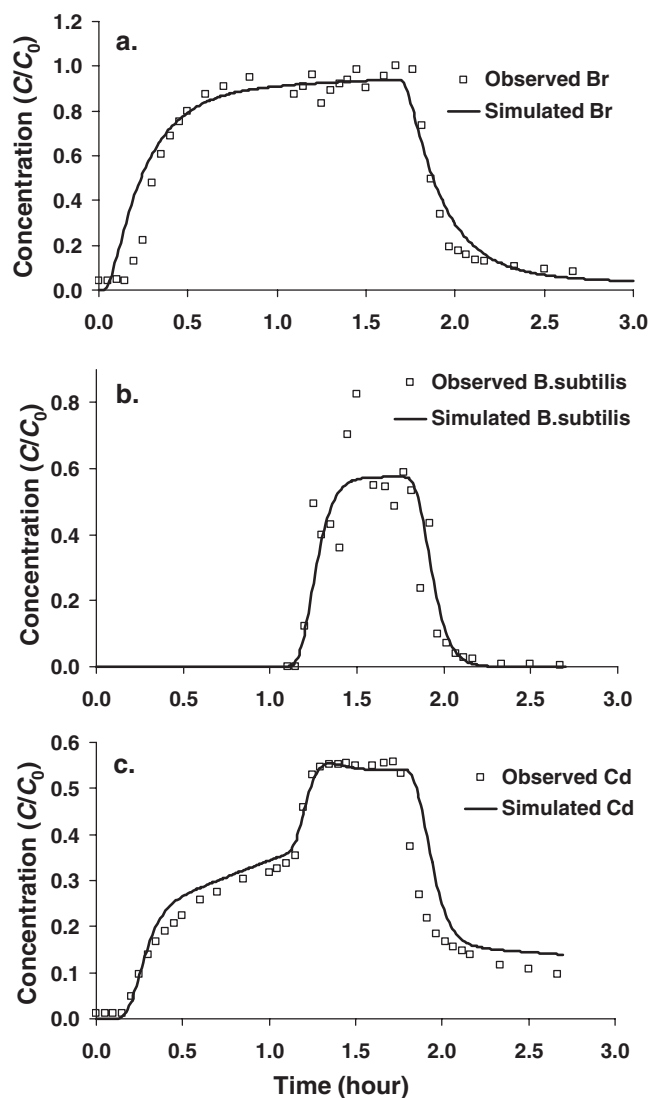 a.
Observed Br
Simulated Br
Concentration (C/C0)
1.2
1.0
0.8
0.6
0.4
0.2
0.0
0.0 0.5 1.0 1.5 2.0 2.5 3.0
b.
Observed B.subtilis
Simulated B.subtilis
Concentration (C/C0)
0.8
0.6
0.4
0.2
0.0
0.0 0.5 1.0 1.5 2.0 2.5 3.0
c.
Observed Cd
Simulated Cd
Concentration (C/C0)
0.6
0.5
0.4
0.3
0.2
0.1
0.0
0.0 0.5 1.0 1.5 2.0 2.5 3.0
Time (hour)